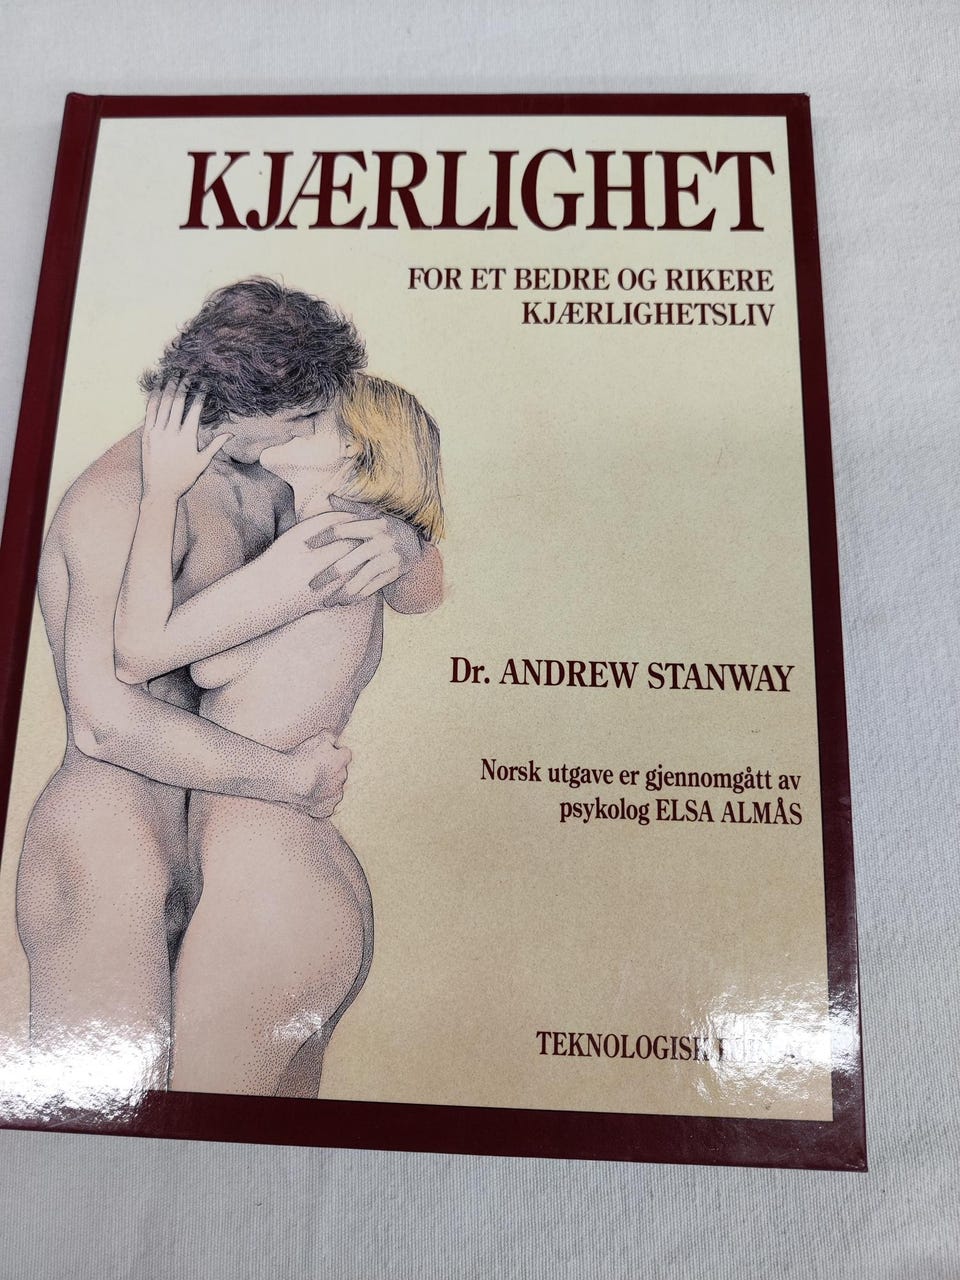 KJÆRLIGHET
FOR ET BEDRE OG RIKERE
KJÆRLIGHETSLIV
Dr. ANDREW STANWAY
Norsk utgave er gjennomgått av
psykolog ELSA ALMÅS
TEKNOLOGISK